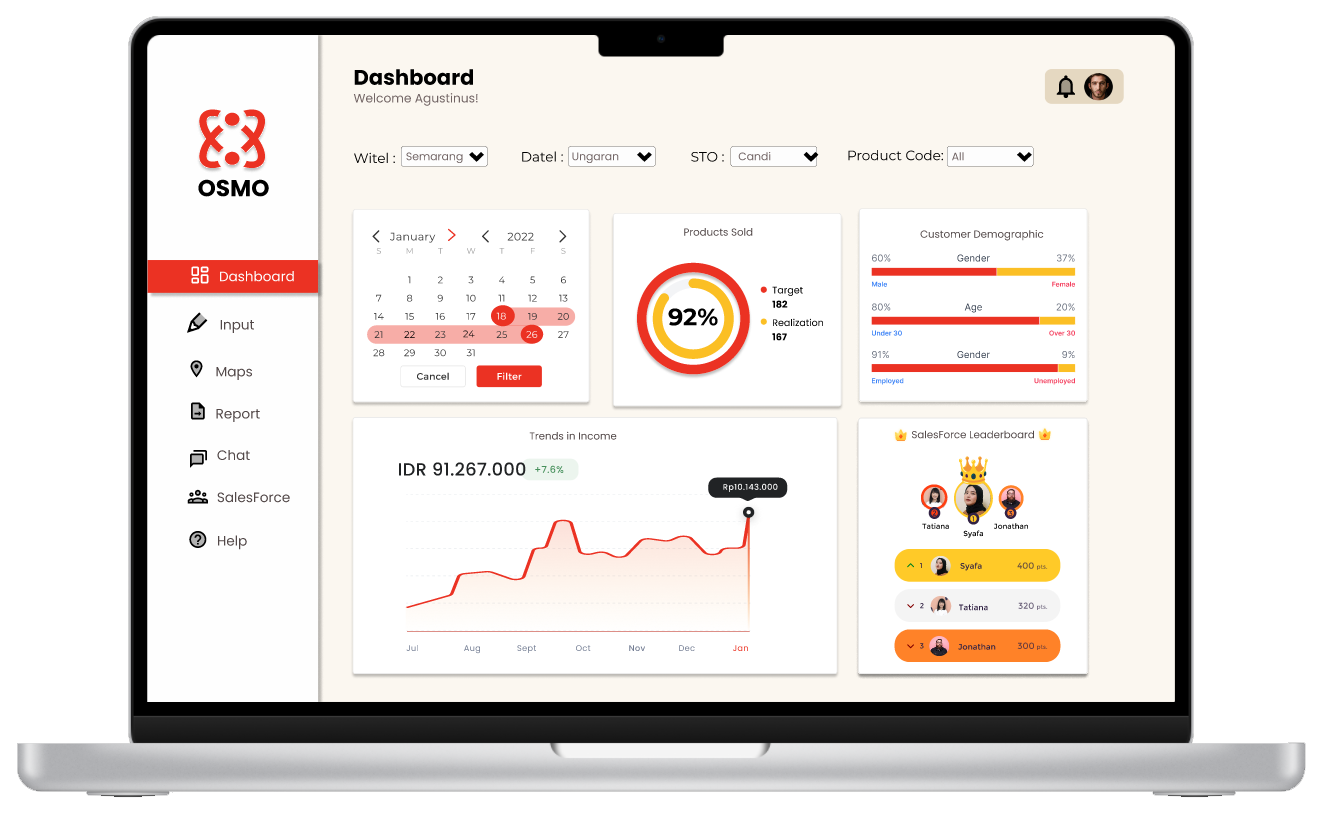 Dashboard
Welcome Agustinus!
OSMO
Dashboard
Input
Maps
Report
Chat
SalesForce
Help
Witel : Semarang Datel : Ungaran STO : Candi Product Code: All
January 2022
S M T W T F S
1 2 3 4 5 6
7 8 9 10 11 12 13
14 15 16 17 18 19 20
21 22 23 24 25 26 27
28 29 30 31
Cancel Filter
Products Sold
92%
Target
182
Realization
167
Customer Demographic
60% Gender 37%
Male Female
80% Age 20%
Under 30 Over 30
91% Gender 9%
Employed Unemployed
Trends in Income
IDR 91.267.000 +7.6%
Rp10.143.000
Jul Aug Sept Oct Nov Dec Jan
SalesForce Leaderboard
2 1 3
Tatiana Syafa Jonathan
1 Syafa 400 pts.
2 Tatiana 320 pts.
3 Jonathan 300 pts.